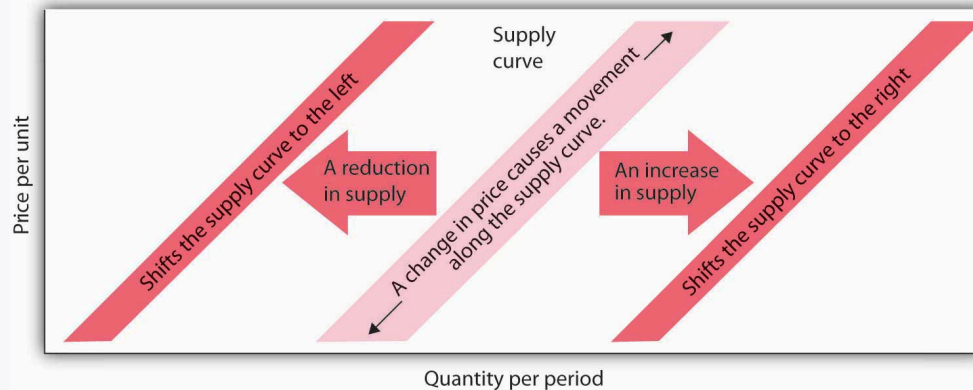 Supply
curve
Price per unit
Shifts the supply curve to the left
A reduction
in supply
A change in price causes a movement
along the supply curve.
An increase
in supply
Shifts the supply curve to the right
Quantity per period